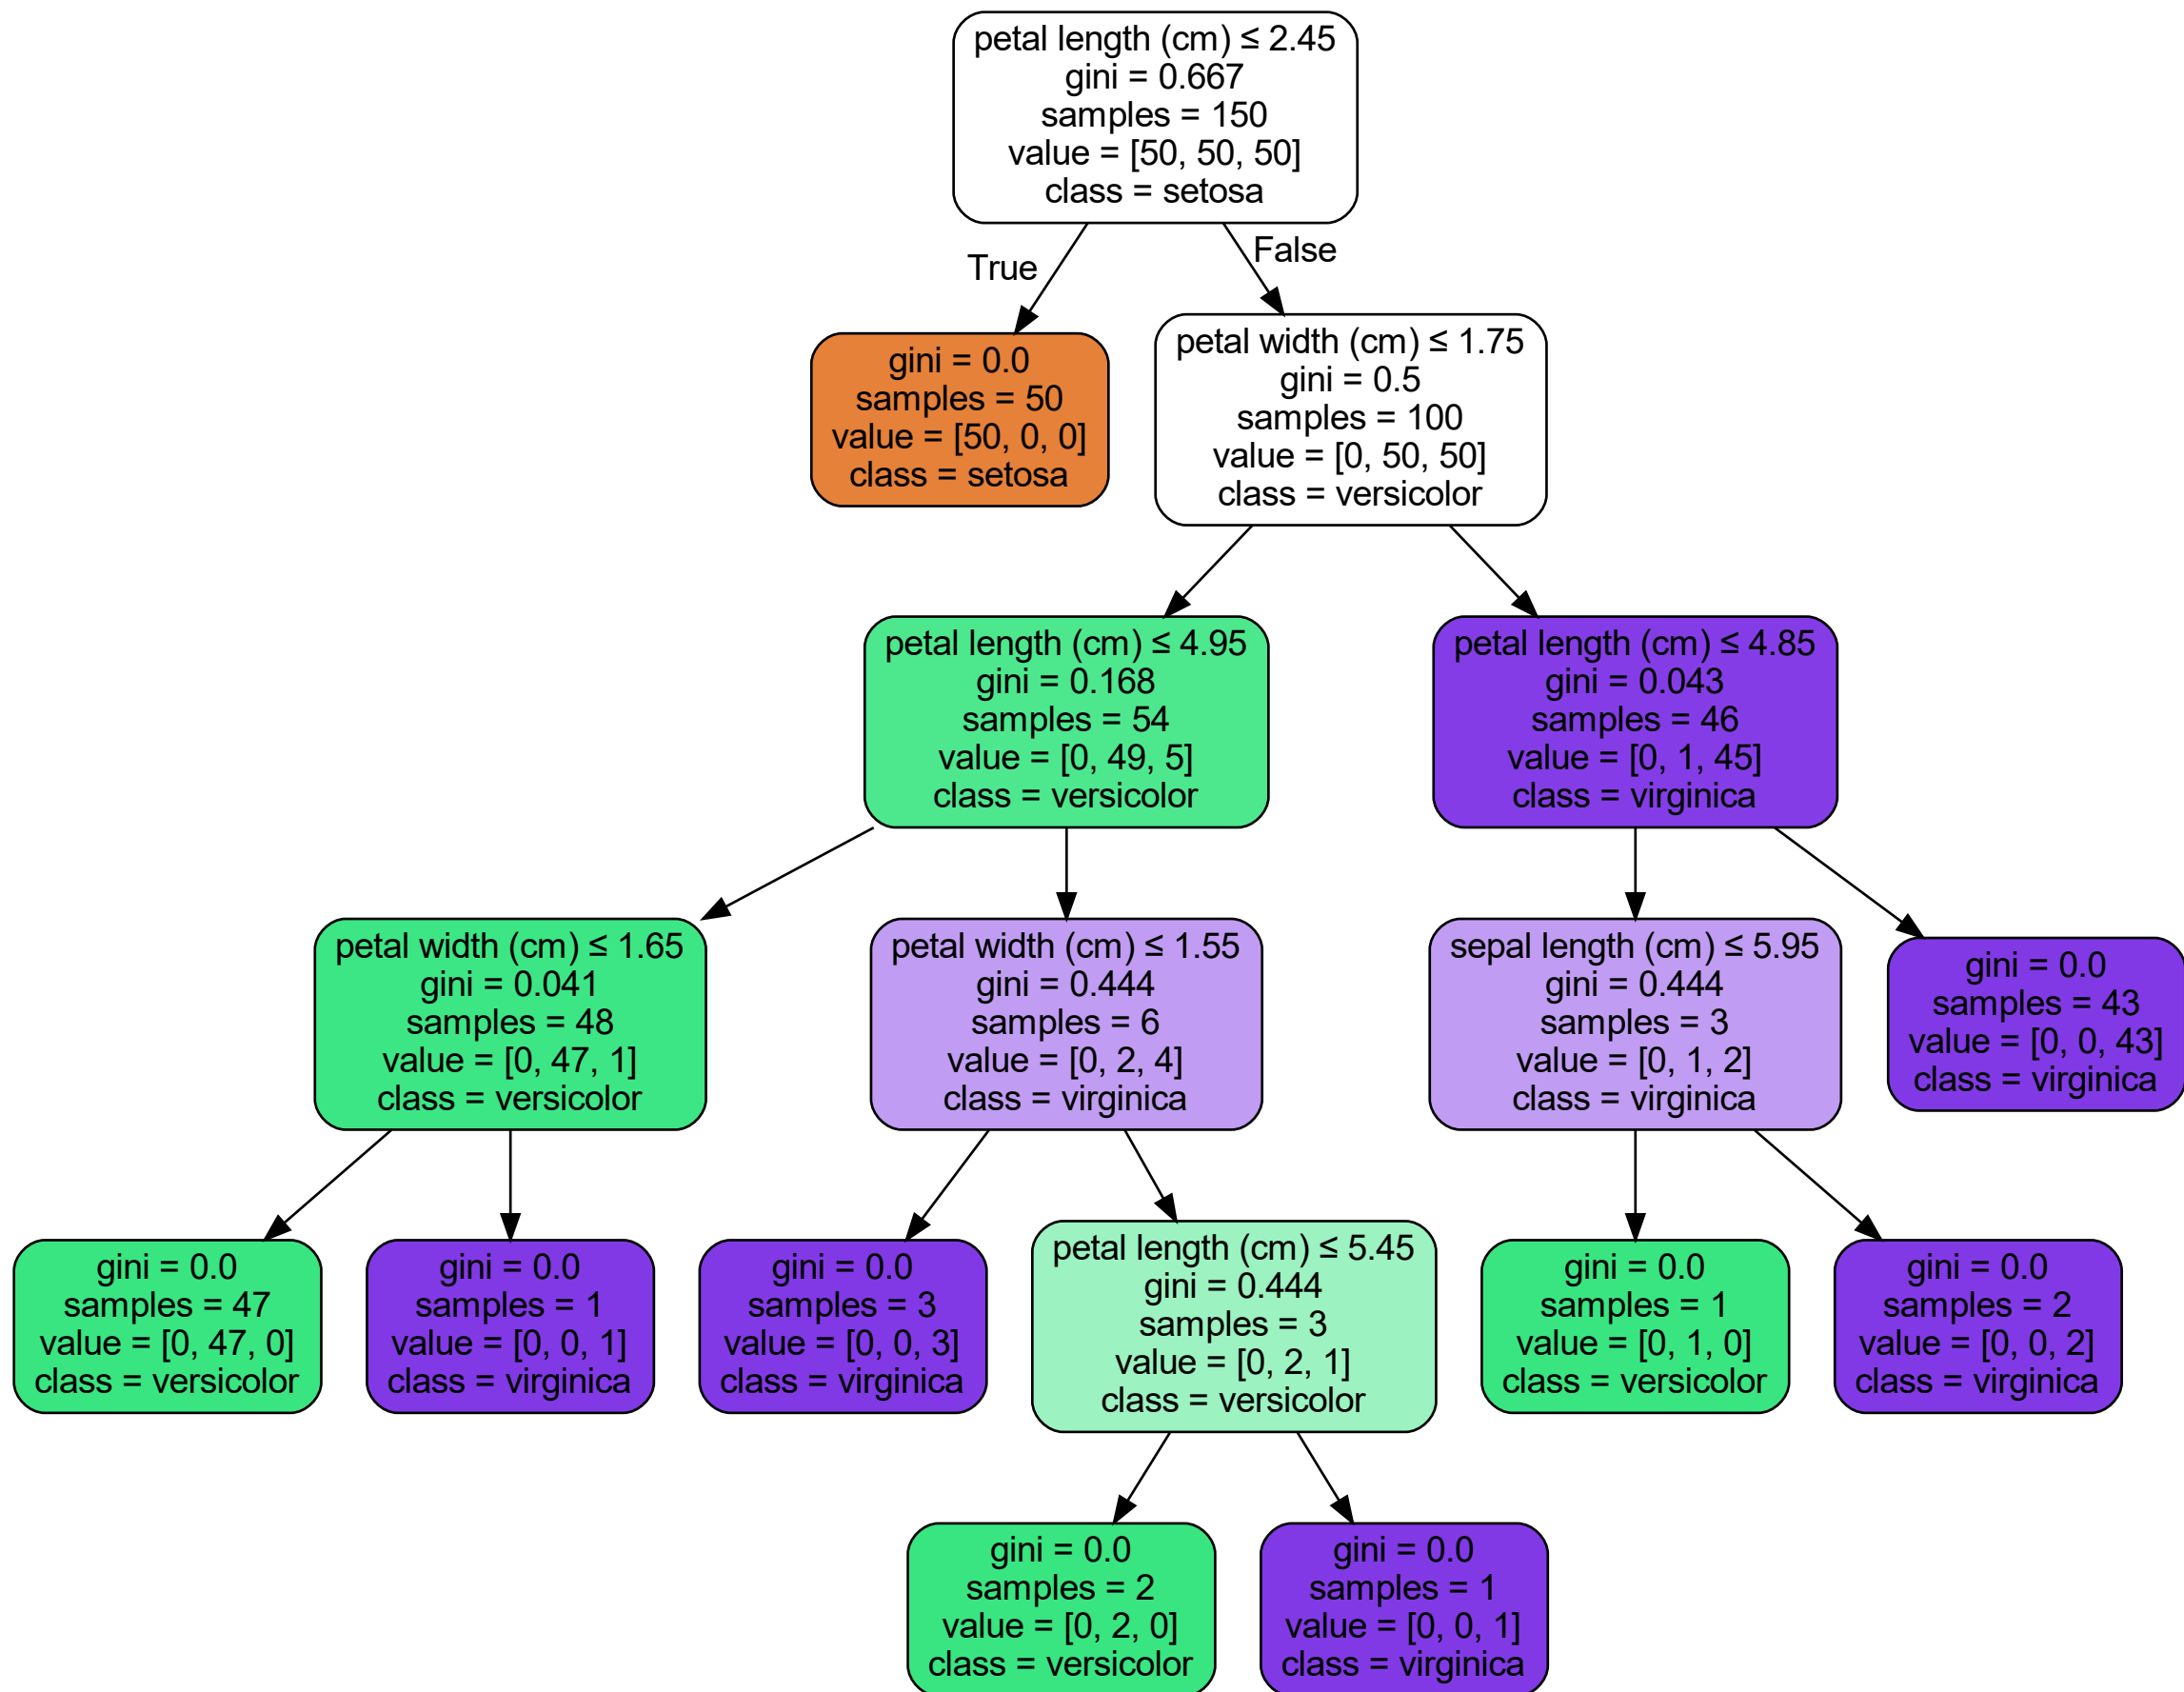 petal length (cm) ≤ 2.45
gini = 0.667
samples = 150
value = [50, 50, 50]
class = setosa
True
False
gini = 0.0
samples = 50
value = [50, 0, 0]
class = setosa
petal width (cm) ≤ 1.75
gini = 0.5
samples = 100
value = [0, 50, 50]
class = versicolor
petal length (cm) ≤ 4.95
gini = 0.168
samples = 54
value = [0, 49, 5]
class = versicolor
petal length (cm) ≤ 4.85
gini = 0.043
samples = 46
value = [0, 1, 45]
class = virginica
petal width (cm) ≤ 1.65
gini = 0.041
samples = 48
value = [0, 47, 1]
class = versicolor
petal width (cm) ≤ 1.55
gini = 0.444
samples = 6
value = [0, 2, 4]
class = virginica
sepal length (cm) ≤ 5.95
gini = 0.444
samples = 3
value = [0, 1, 2]
class = virginica
gini = 0.0
samples = 43
value = [0, 0, 43]
class = virginica
gini = 0.0
samples = 47
value = [0, 47, 0]
class = versicolor
gini = 0.0
samples = 1
value = [0, 0, 1]
class = virginica
gini = 0.0
samples = 3
value = [0, 0, 3]
class = virginica
petal length (cm) ≤ 5.45
gini = 0.444
samples = 3
value = [0, 2, 1]
class = versicolor
gini = 0.0
samples = 1
value = [0, 1, 0]
class = versicolor
gini = 0.0
samples = 2
value = [0, 0, 2]
class = virginica
gini = 0.0
samples = 2
value = [0, 2, 0]
class = versicolor
gini = 0.0
samples = 1
value = [0, 0, 1]
class = virginica